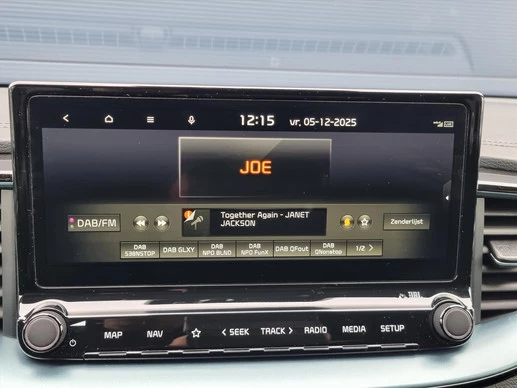 12:15 vr, 05-12-2025
JOE
DAB/FM
Together Again - JANET
JACKSON
Zenderlijst
DAB
538NSTOP
DAB GLXY
DAB
NPO BLND
DAB
NPO FunX
DAB QFout
DAB
QNonstop
1/2 >
MAP NAV < SEEK TRACK > RADIO MEDIA SETUP